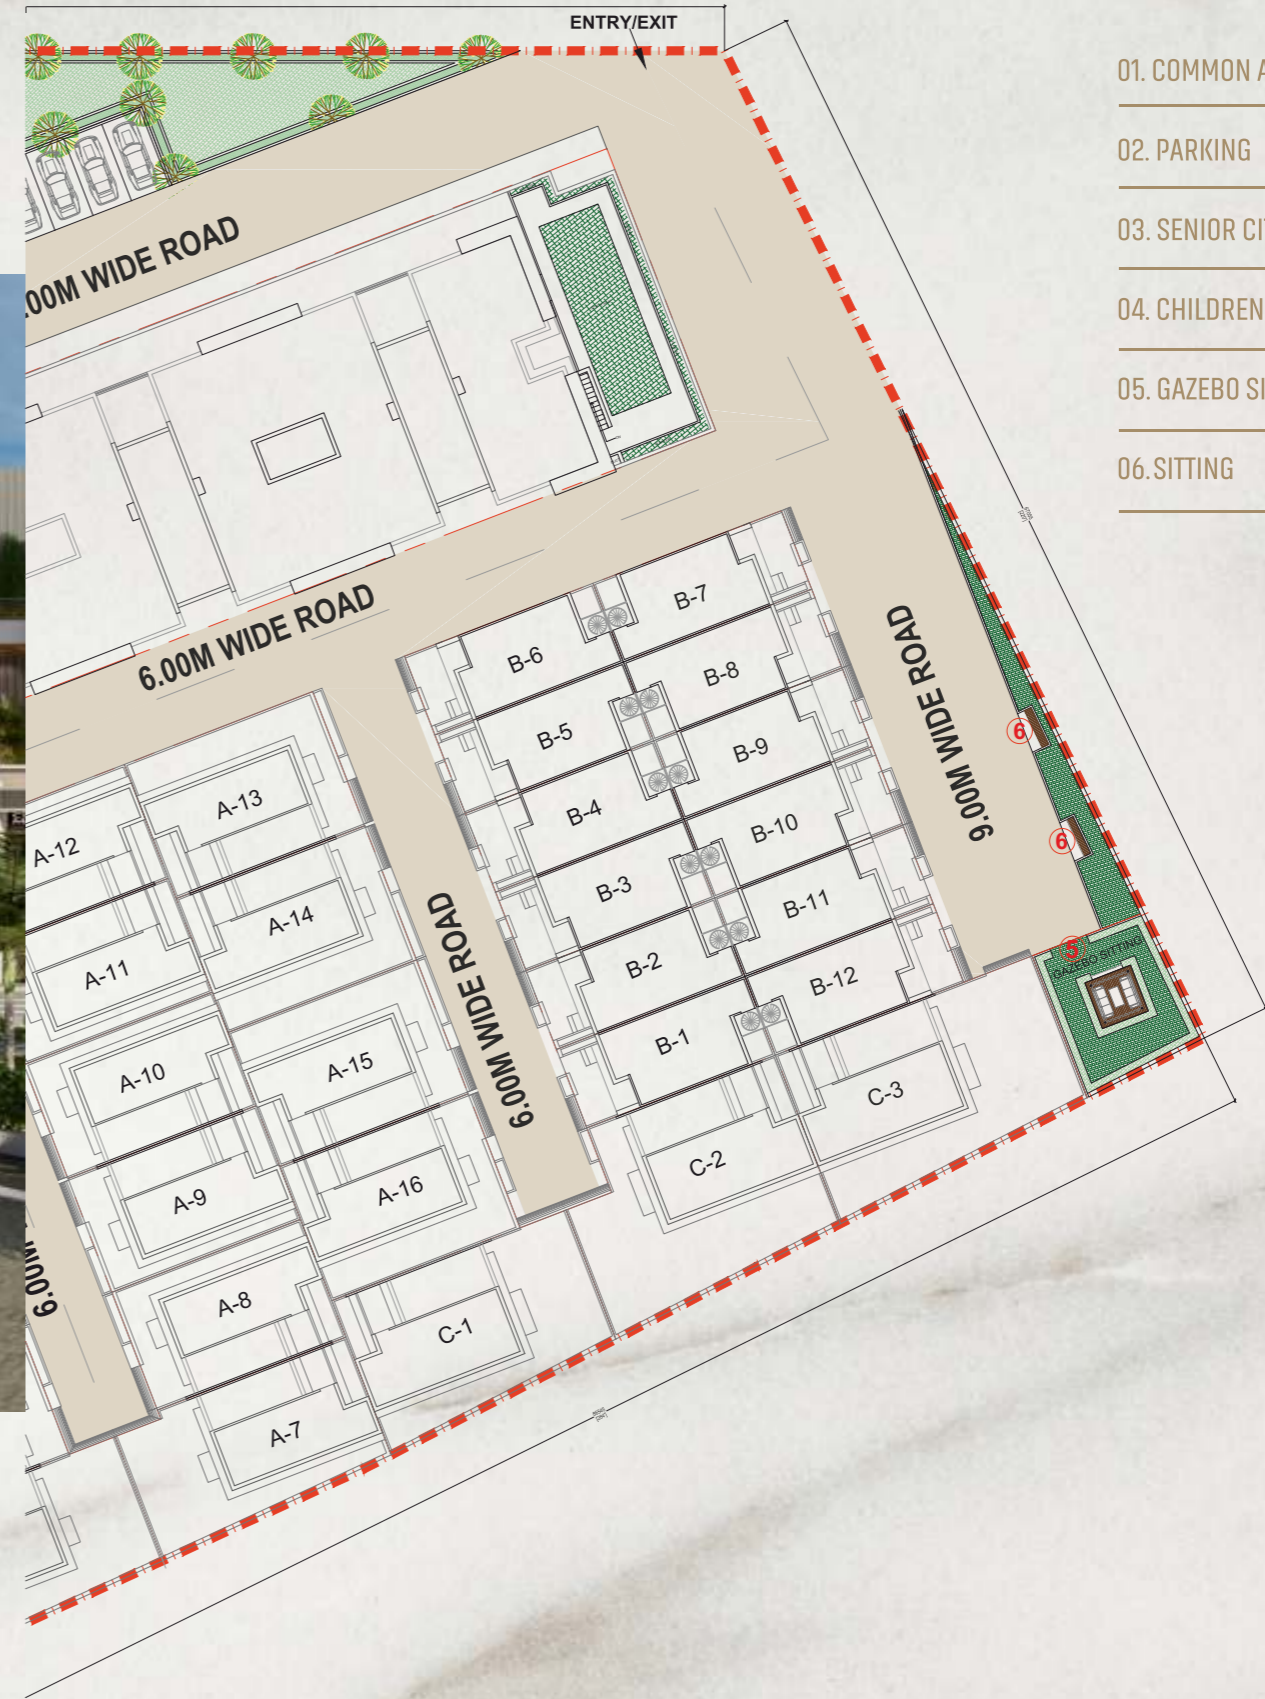 ENTRY/EXIT
01. COMMON A
02. PARKING
03. SENIOR CI
04. CHILDREN
05. GAZEBO SI
06. SITTING
.00M WIDE ROAD
6.00M WIDE ROAD
B-7
B-6
B-8
B-5
B-9
B-4
B-10
B-3
B-11
B-2
B-12
B-1
9.00M WIDE ROAD
6
6
5
GAZEBO SITTING
A-13
A-12
A-14
A-11
6.00M WIDE ROAD
A-15
A-10
A-16
A-9
C-3
C-2
A-8
C-1
A-7
6.00M